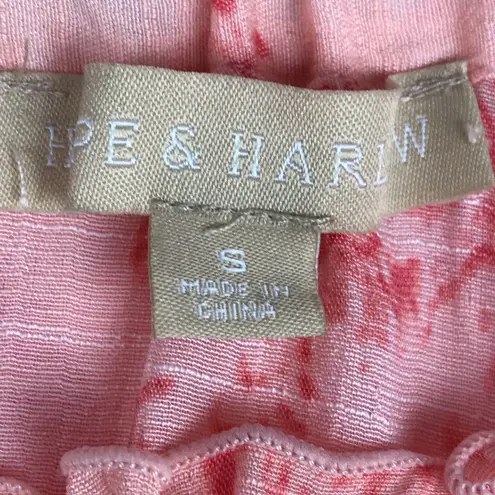 H PE & HARL W
S
MADE IN
CHINA